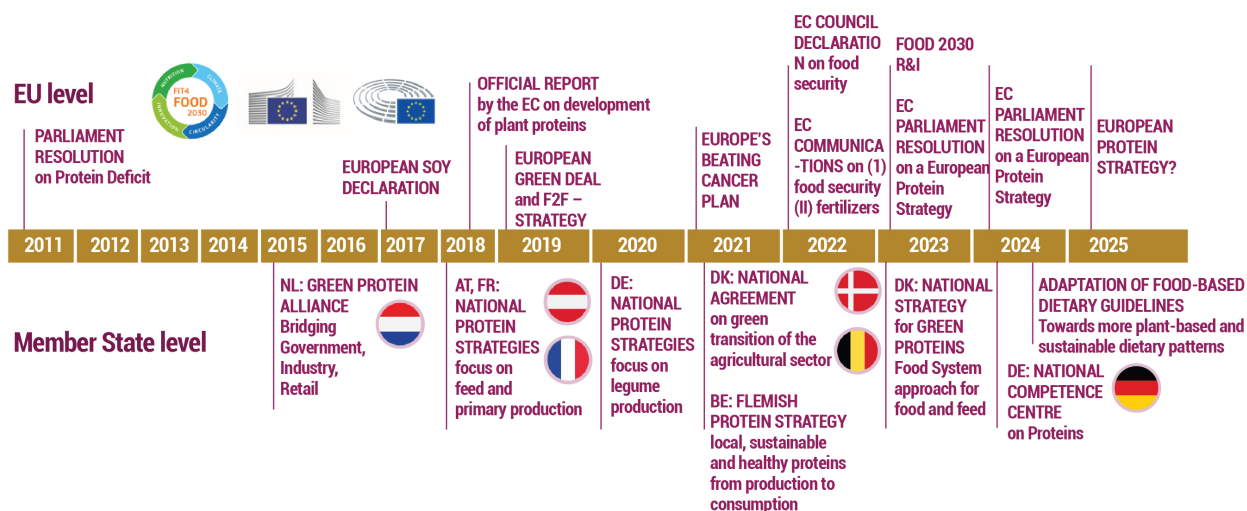 EU level
NUTRITION
CLIMATE
CIRCULARITY
INNOVATION
FIT4
FOOD
2030
PARLIAMENT
RESOLUTION
on Protein Deficit
EUROPEAN SOY
DECLARATION
OFFICIAL REPORT
by the EC on development
of plant proteins
EUROPEAN
GREEN DEAL
and F2F –
STRATEGY
EUROPE'S
BEATING
CANCER
PLAN
EC COUNCIL
DECLARATIO
N on food
security
EC
COMMUNICA
-TIONS on (1)
food security
(II) fertilizers
FOOD 2030
R&I
EC
PARLIAMENT
RESOLUTION
on a European
Protein
Strategy
EC
PARLIAMENT
RESOLUTION
on a European
Protein
Strategy
EUROPEAN
PROTEIN
STRATEGY?
2011 2012 2013 2014 2015 2016 2017 2018 2019 2020 2021 2022 2023 2024 2025
Member State level
NL: GREEN PROTEIN
ALLIANCE
Bridging
Government,
Industry,
Retail
AT, FR:
NATIONAL
PROTEIN
STRATEGIES
focus on
feed and
primary production
DE:
NATIONAL
PROTEIN
STRATEGIES
focus on
legume
production
DK: NATIONAL
AGREEMENT
on green
transition of the
agricultural sector
BE: FLEMISH
PROTEIN STRATEGY
local, sustainable
and healthy proteins
from production to
consumption
DK: NATIONAL
STRATEGY
for GREEN
PROTEINS
Food System
approach for
food and feed
ADAPTATION OF FOOD-BASED
DIETARY GUIDELINES
Towards more plant-based and
sustainable dietary patterns
DE: NATIONAL
COMPETENCE
CENTRE
on Proteins